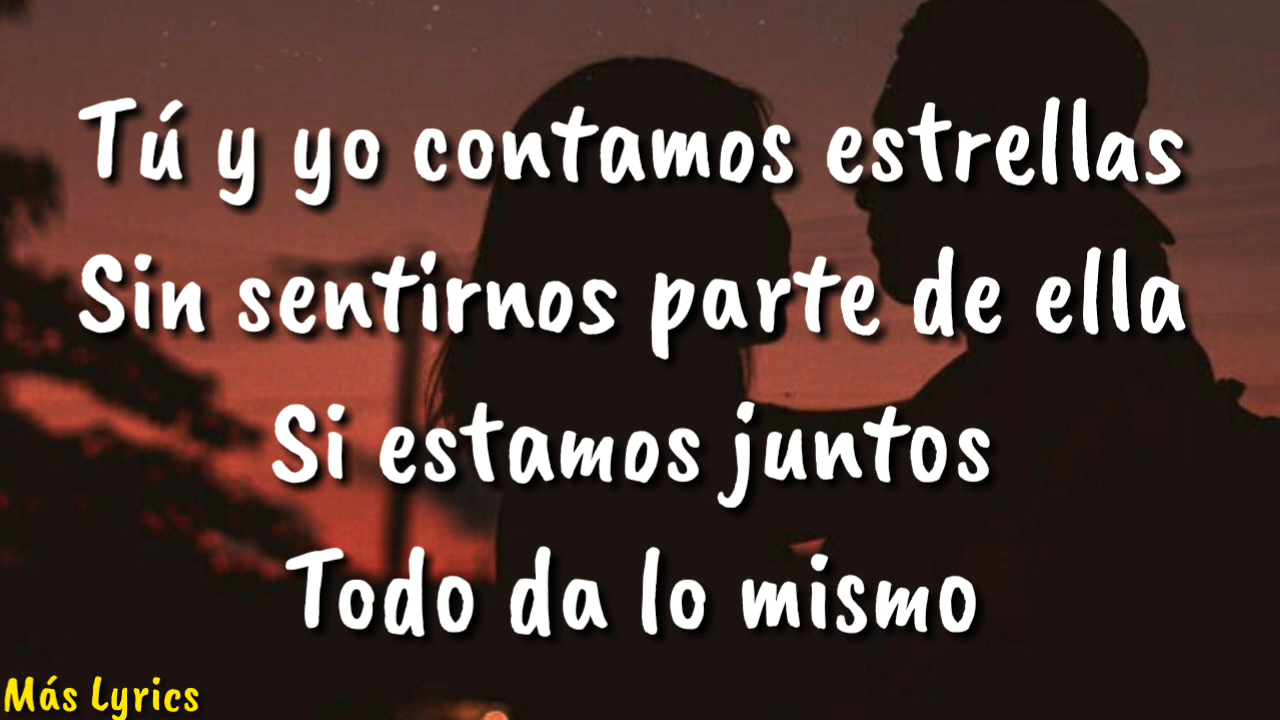 Tú y yo contamos estrellas
Sin sentirnos parte de ella
Si estamos juntos
Todo da lo mismo
Más Lyrics